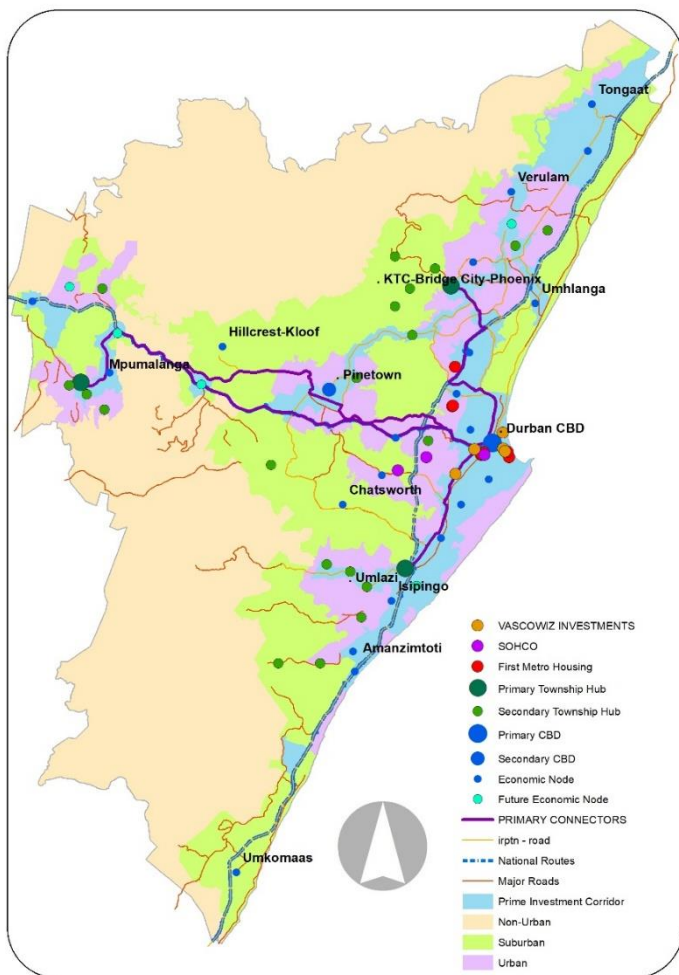 Tongaat
Verulam
KTC-Bridge City-Phoenix
Umhlanga
Hillcrest-Kloof
Mpumalanga
Pinetown
Durban CBD
Chatsworth
Umlazi
Isipingo
Amanzimtoti
Umkomaas
VASCOWIZ INVESTMENTS
SOHCO
First Metro Housing
Primary Township Hub
Secondary Township Hub
Primary CBD
Secondary CBD
Economic Node
Future Economic Node
PRIMARY CONNECTORS
irptn - road
National Routes
Major Roads
Prime Investment Corridor
Non-Urban
Suburban
Urban